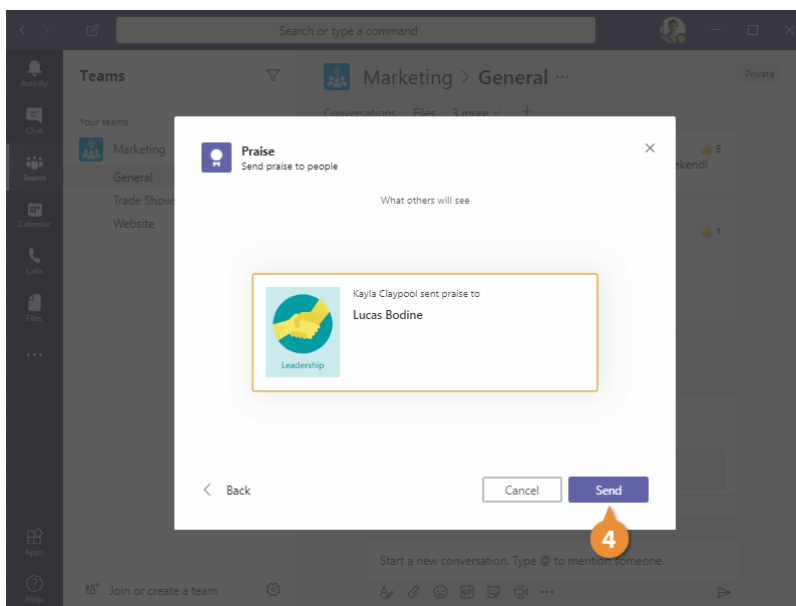 Search or type a command
Activity
Chat
Teams
Calendar
Calls
Files
Apps
Help
Teams
Your teams
Marketing
General
Trade Show
Website
Join or create a team
Marketing > General ...
Private
Conversations Files 3 more
5
ekend!
1
Praise
Send praise to people
What others will see
Kayla Claypool sent praise to
Lucas Bodine
Leadership
Back
Cancel
Send
4
Start a new conversation. Type @ to mention someone.
GIF